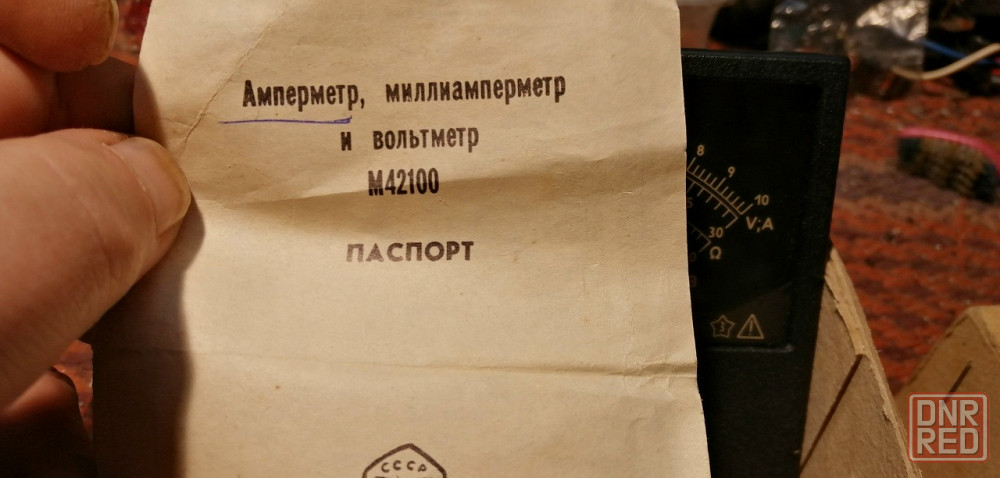 Амперметр, миллиамперметр
и вольтметр
М42100
ПАСПОРТ
СССР
8
9
10
V;A
30
Ω
DNR
RED